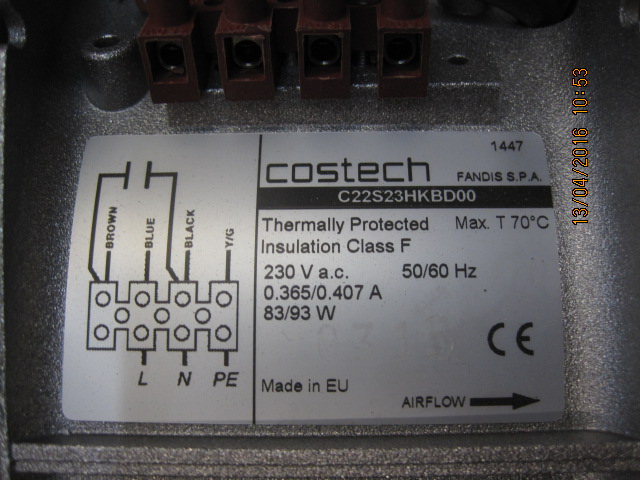 1447
costech FANDIS S.P.A.
C22S23HKBD00
Thermally Protected Max. T 70°C
Insulation Class F
230 V a.c. 50/60 Hz
0.365/0.407 A
83/93 W
CE
Made in EU
AIRFLOW
BROWN
BLUE
BLACK
Y/G
L N PE
13/04/2016 10:53